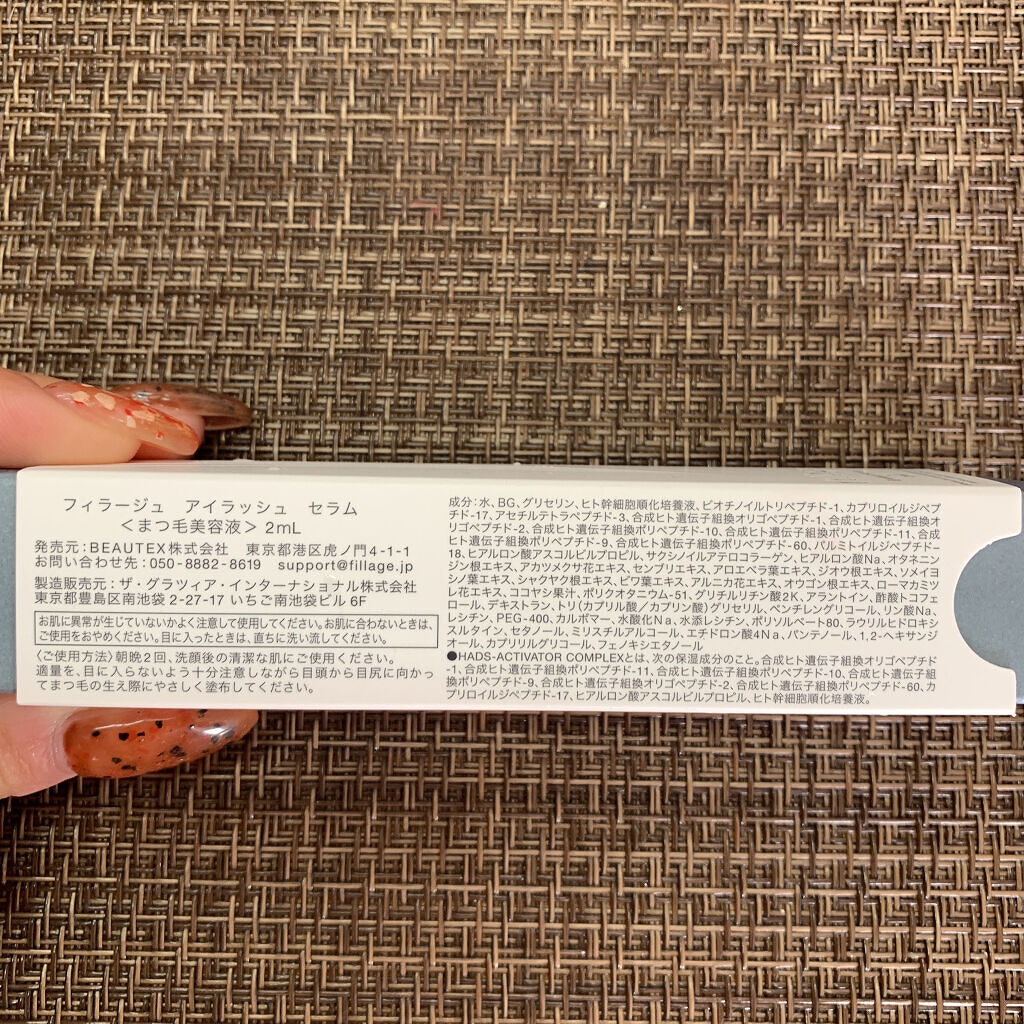 フィラージュ アイラッシュ セラム
＜まつ毛美容液＞ 2mL
発売元：BEAUTEX株式会社 東京都港区虎ノ門4-1-1
お問い合わせ先：050-8882-8619 support@fillage.jp
製造販売元：ザ・グラツィア・インターナショナル株式会社
東京都豊島区南池袋2-27-17 いちご南池袋ビル 6F
お肌に異常が生じていないかよく注意して使用してください。お肌に合わないときは、
ご使用をおやめください。目に入ったときは、直ちに洗い流してください。
〈ご使用方法〉朝晩2回、洗顔後の清潔な肌にご使用ください。
適量を、目に入らないよう十分注意しながら目頭から目尻に向かっ
てまつ毛の生え際にやさしく塗布してください。
成分：水、BG、グリセリン、ヒト幹細胞順化培養液、ビオチノイルトリペプチド-1、カプリロイルジペプ
チド-17、アセチルテトラペプチド-3、合成ヒト遺伝子組換オリゴペプチド-1、合成ヒト遺伝子組換オ
リゴペプチド-2、合成ヒト遺伝子組換ポリペプチド-10、合成ヒト遺伝子組換ポリペプチド-11、合成
ヒト遺伝子組換ポリペプチド-9、合成ヒト遺伝子組換ポリペプチド-60、パルミトイルジペプチド-
18、ヒアルロン酸アスコルビルプロピル、サクシノイルアテロコラーゲン、ヒアルロン酸Na、オタネニン
ジン根エキス、アカツメクサ花エキス、センブリエキス、アロエベラ葉エキス、ジオウ根エキス、ソメイヨ
シノ葉エキス、シャクヤク根エキス、ビワ葉エキス、アルニカ花エキス、オウゴン根エキス、ローマカミツ
レ花エキス、ココヤシ果汁、ポリクオタニウム-51、グリチルリチン酸2K、アラントイン、酢酸トコフェ
ロール、デキストラン、トリ(カプリル酸/カプリン酸)グリセリル、ペンチレングリコール、リン酸Na、
レシチン、PEG-400、カルボマー、水酸化Na、水添レシチン、ポリソルベート80、ラウリルヒドロキシ
スルタイン、セタノール、ミリスチルアルコール、エチドロン酸4Na、パンテノール、1,2-ヘキサンジ
オール、カプリリルグリコール、フェノキシエタノール
●HADS-ACTIVATOR COMPLEXとは、次の保湿成分のこと。合成ヒト遺伝子組換オリゴペプチド
-1、合成ヒト遺伝子組換ポリペプチド-11、合成ヒト遺伝子組換ポリペプチド-10、合成ヒト遺伝子組
換ポリペプチド-9、合成ヒト遺伝子組換オリゴペプチド-2、合成ヒト遺伝子組換ポリペプチド-60、カ
プリロイルジペプチド-17、ヒアルロン酸アスコルビルプロピル、ヒト幹細胞順化培養液。